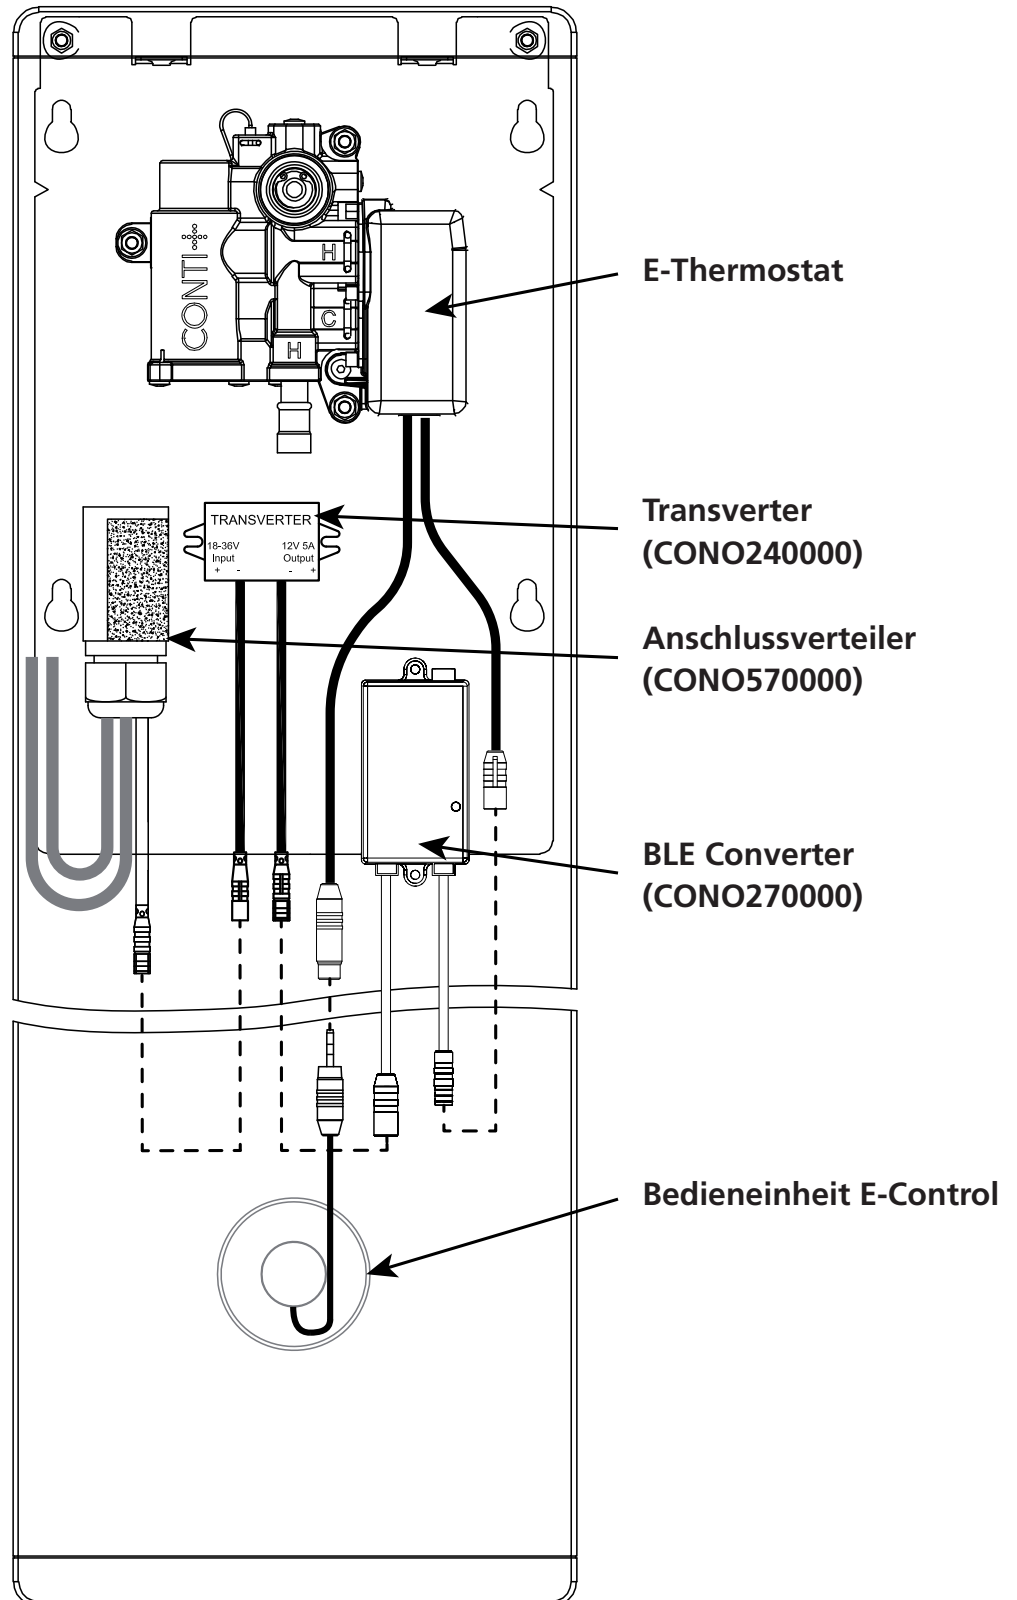 CONTI+
H
C
H
E-Thermostat
TRANSVERTER
18-36V
Input
+ -
12V 5A
Output
- +
Transverter
(CONO240000)
Anschlussverteiler
(CONO570000)
BLE Converter
(CONO270000)
Bedieneinheit E-Control